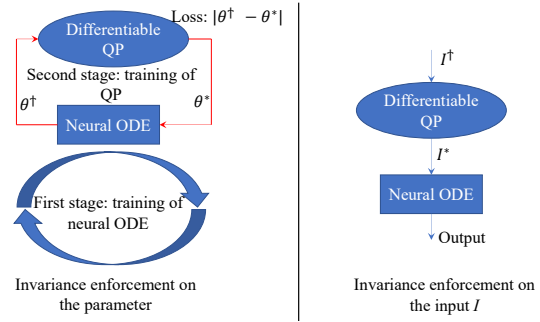 Loss: |θ† − θ*|
Differentiable
QP
Second stage: training of
QP
θ†
θ*
Neural ODE
First stage: training of
neural ODE
Invariance enforcement on
the parameter
I†
Differentiable
QP
I*
Neural ODE
Output
Invariance enforcement on
the input I